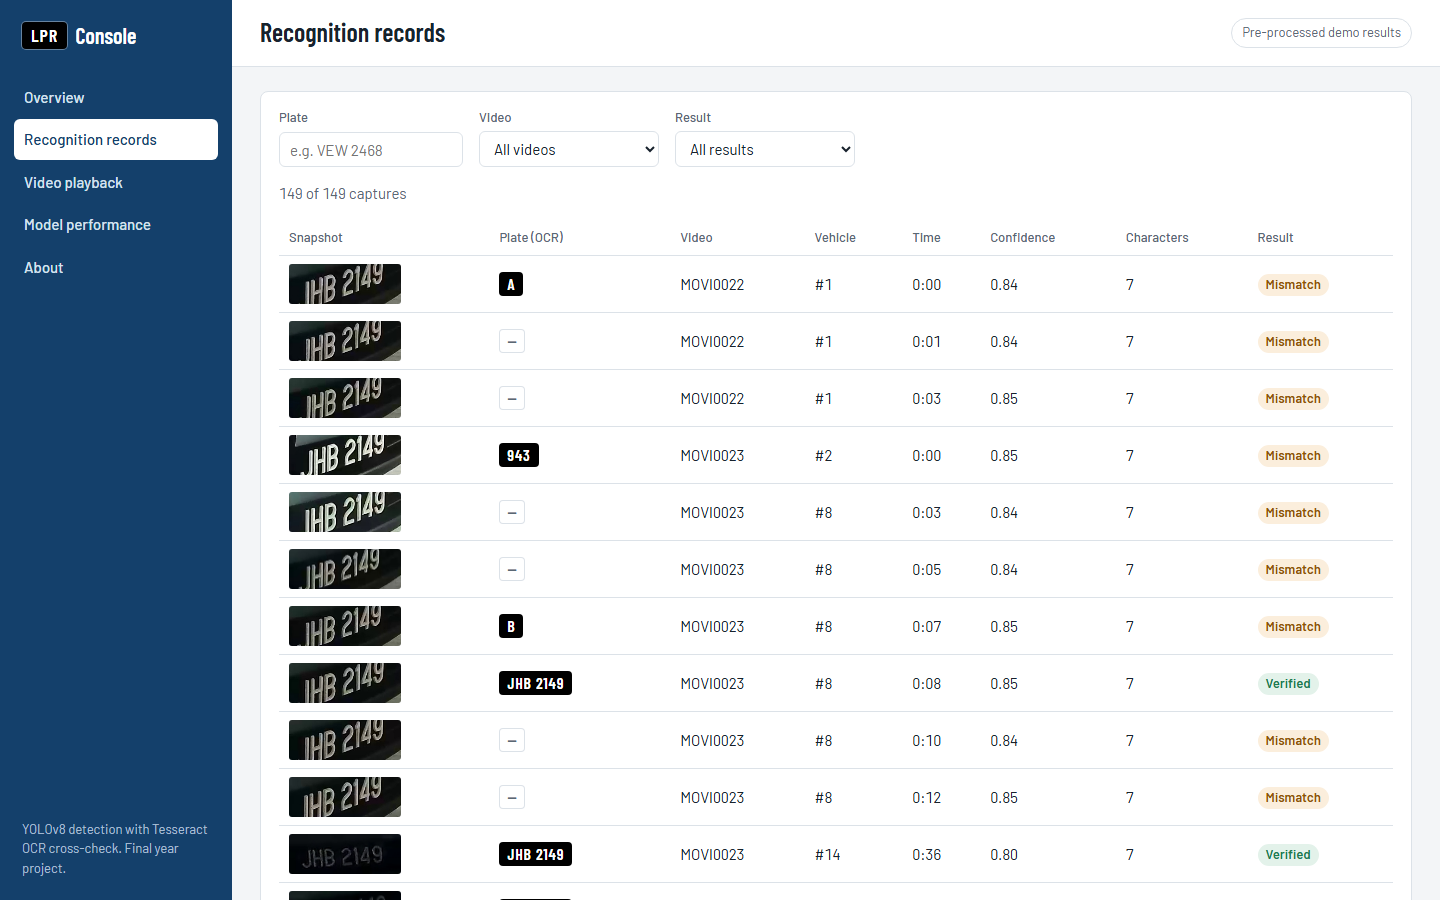 LPR Console
Overview
Recognition records
Video playback
Model performance
About
YOLOv8 detection with Tesseract
OCR cross-check. Final year
project.
Recognition records
Pre-processed demo results
Plate
Video
Result
e.g. VEW 2468
All videos
All results
149 of 149 captures
Snapshot Plate (OCR) Video Vehicle Time Confidence Characters Result
JHB 2149 A MOVI0022 #1 0:00 0.84 7 Mismatch
JHB 2149 – MOVI0022 #1 0:01 0.84 7 Mismatch
JHB 2149 – MOVI0022 #1 0:03 0.85 7 Mismatch
JHB 2149 943 MOVI0023 #2 0:00 0.85 7 Mismatch
JHB 2149 – MOVI0023 #8 0:03 0.84 7 Mismatch
JHB 2149 – MOVI0023 #8 0:05 0.84 7 Mismatch
JHB 2149 B MOVI0023 #8 0:07 0.85 7 Mismatch
JHB 2149 JHB 2149 MOVI0023 #8 0:08 0.85 7 Verified
JHB 2149 – MOVI0023 #8 0:10 0.84 7 Mismatch
JHB 2149 – MOVI0023 #8 0:12 0.85 7 Mismatch
JHB 2149 JHB 2149 MOVI0023 #14 0:36 0.80 7 Verified